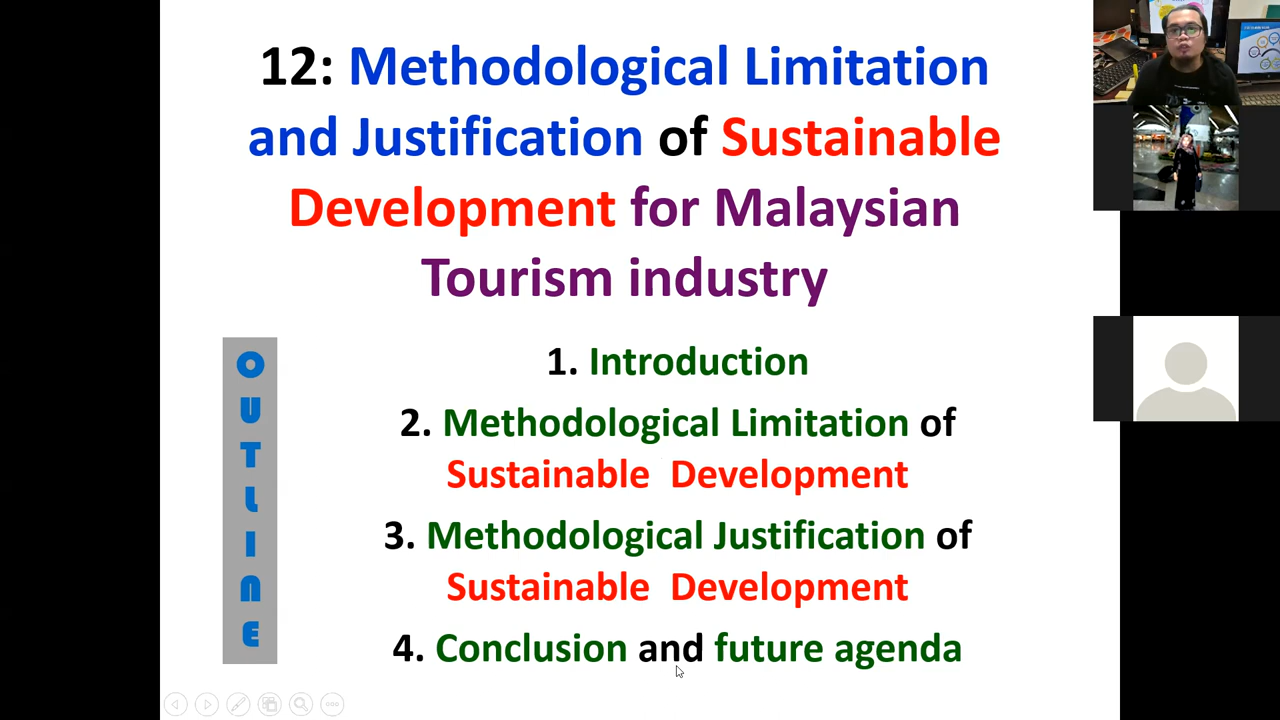 12: Methodological Limitation
and Justification of Sustainable
Development for Malaysian
Tourism industry
OUTLINE
1. Introduction
2. Methodological Limitation of
Sustainable Development
3. Methodological Justification of
Sustainable Development
4. Conclusion and future agenda